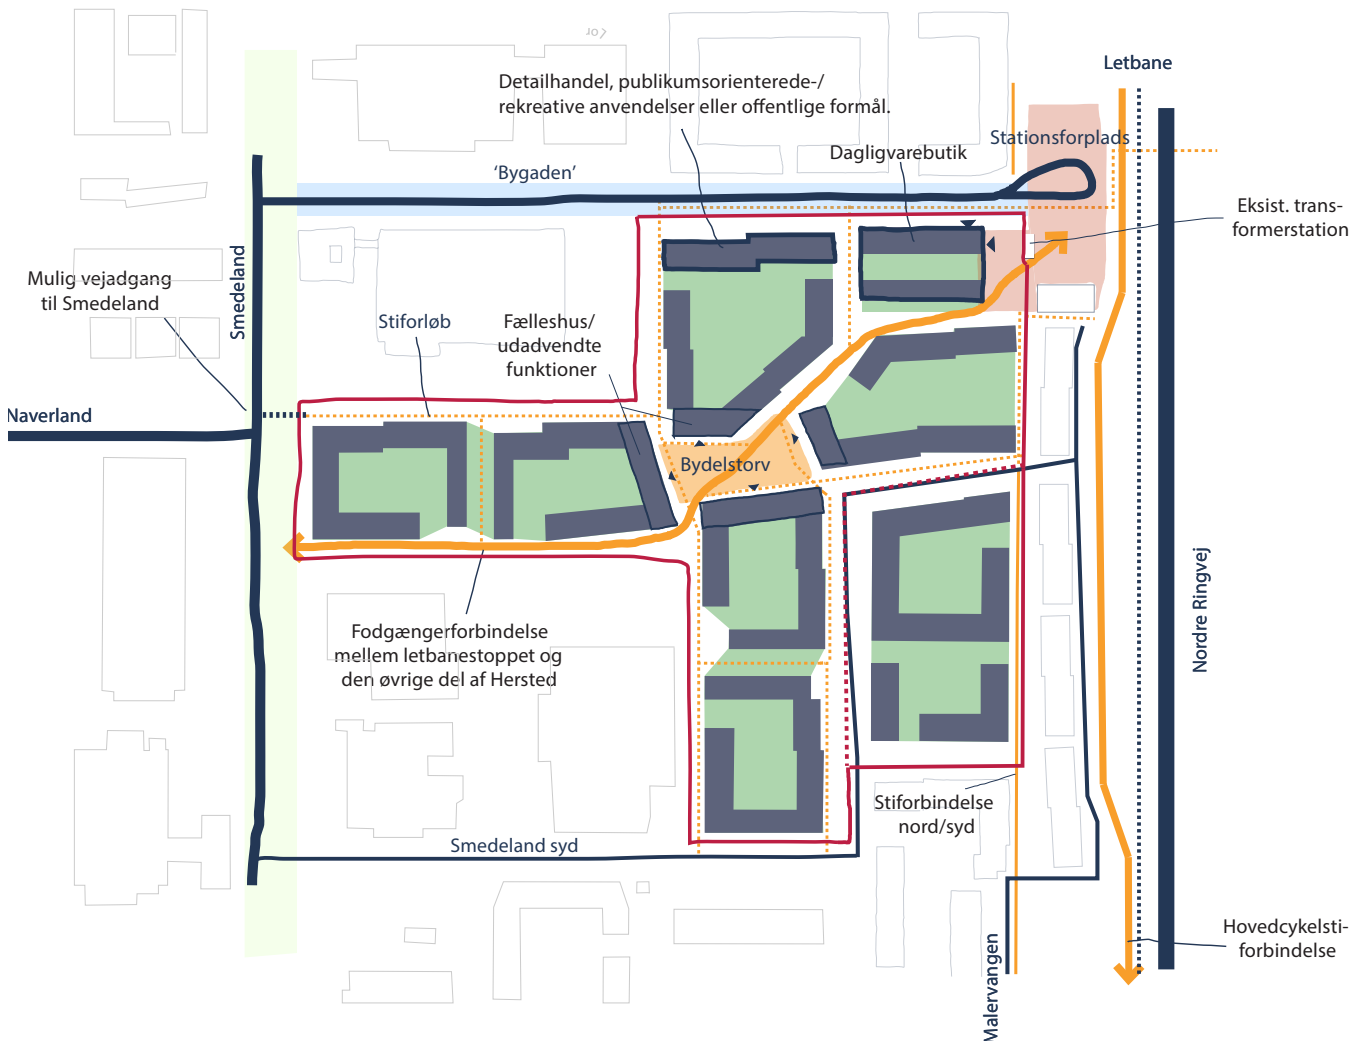 Letbane
Detailhandel, publikumsorienterede-/
rekreative anvendelser eller offentlige formål.
Stationsforplads
Dagligvarebutik
'Bygaden'
Eksist. trans-
formerstation
Mulig vejadgang
til Smedeland
Smedeland
Stiforløb
Fælleshus/
udadvendte
funktioner
Naverland
Bydelstorv
Nordre Ringvej
Fodgængerforbindelse
mellem letbanestoppet og
den øvrige del af Hersted
Stiforbindelse
nord/syd
Smedeland syd
Malervangen
Hovedcykelsti-
forbindelse